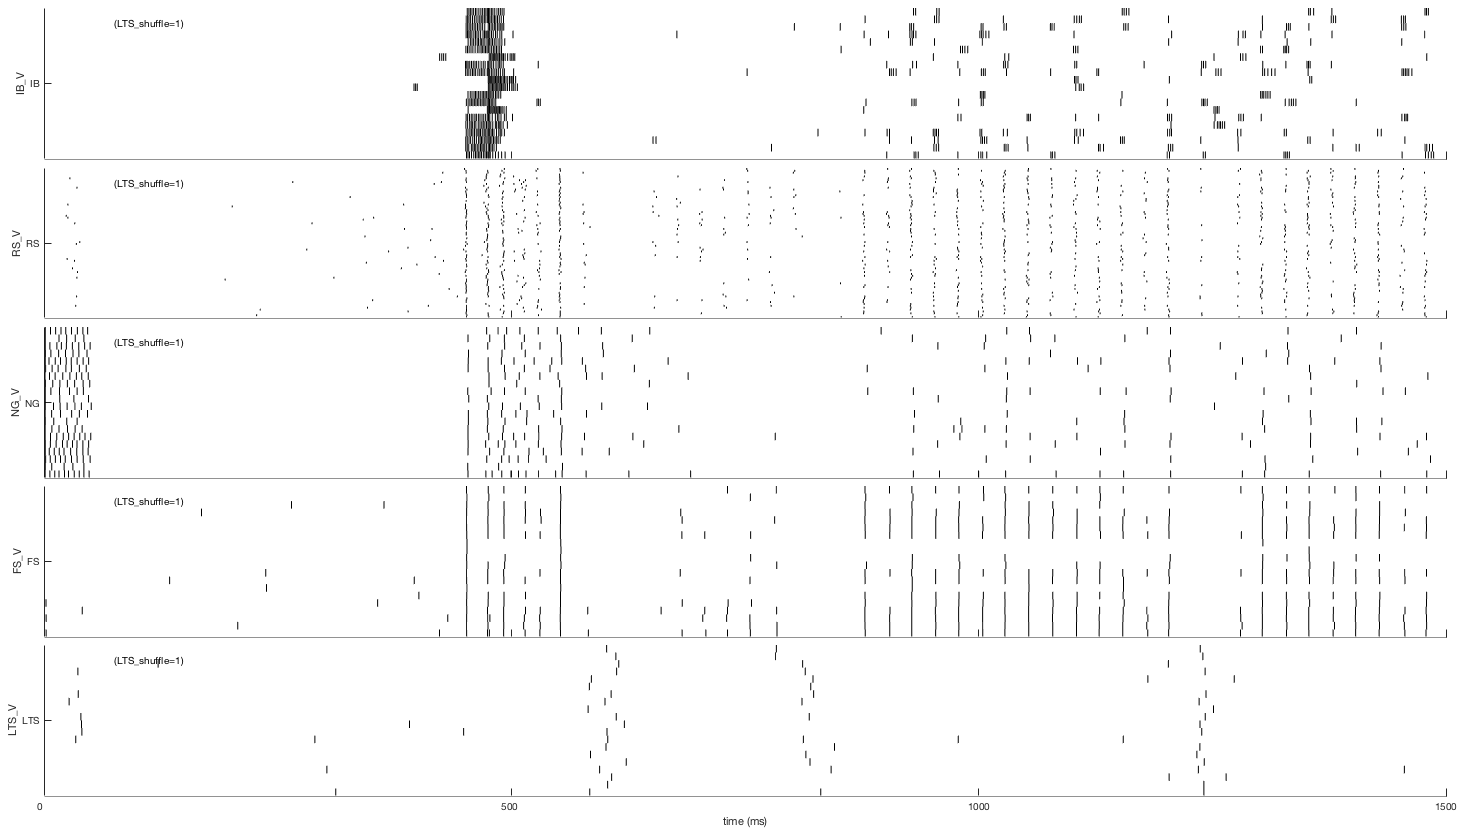 (LTS_shuffle=1)
IB_V
IB
(LTS_shuffle=1)
RS_V
RS
(LTS_shuffle=1)
NG_V
NG
(LTS_shuffle=1)
FS_V
FS
(LTS_shuffle=1)
LTS_V
LTS
0 500 1000 1500
time (ms)